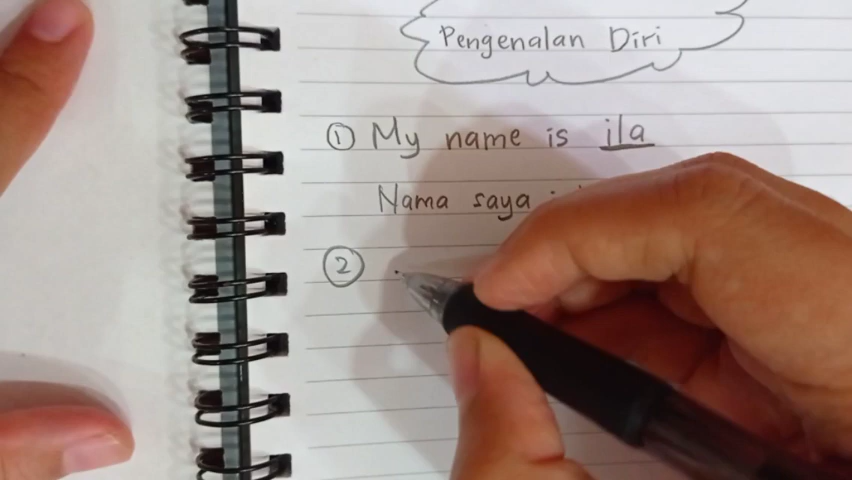 Pengenalan Diri
① My name is ila
Nama saya
②